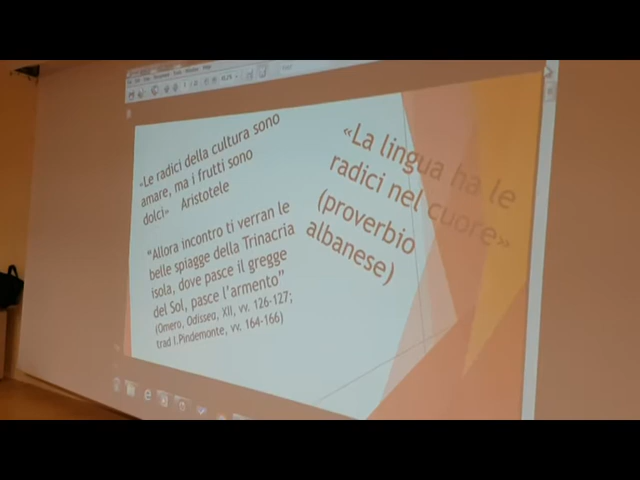 «Le radici della cultura sono
amare, ma i frutti sono
dolci» Aristotele
"Allora incontro ti verran le
belle spiagge della Trinacria
isola, dove pasce il gregge
del Sol, pasce l'armento"
(Omero, Odissea, XII, vv. 126-127;
trad I.Pindemonte, vv. 164-166)
«La lingua ha le
radici nel cuore»
(proverbio
albanese)